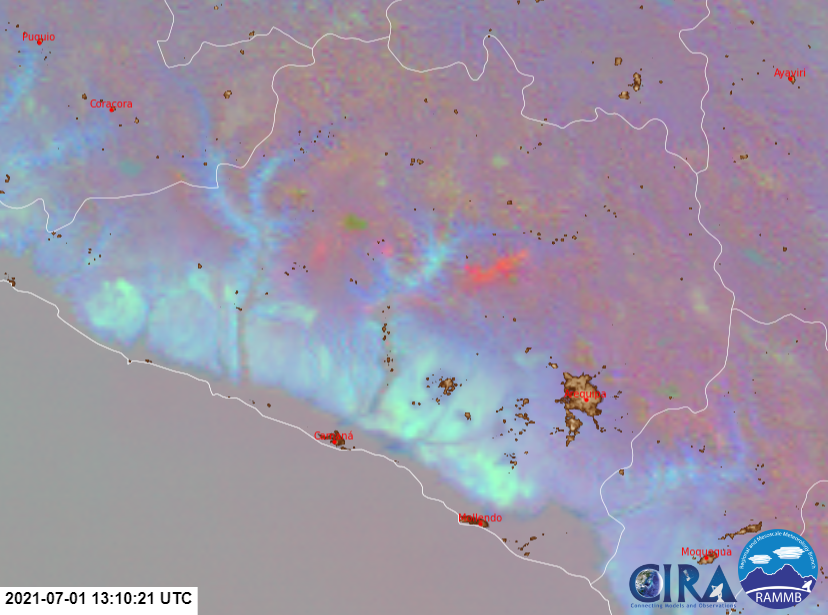 Puquio
Coracora
Ayaviri
Arequipa
Camaná
Mollendo
Moquegua
2021-07-01 13:10:21 UTC
CIRA
Connecting Models and Observations
Regional and Mesoscale Meteorology Branch
RAMMB